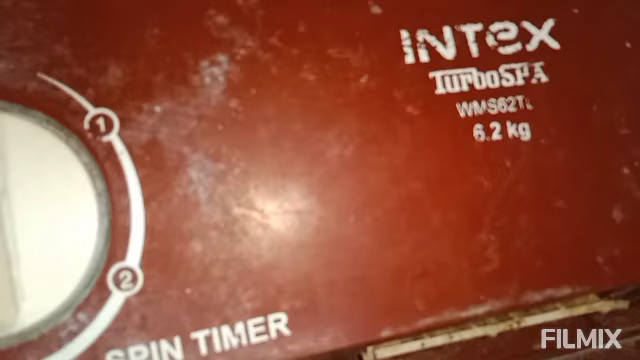 INTEX
TurboSPA
WMS62TL
6.2 kg
1
2
SPIN TIMER
FILMIX